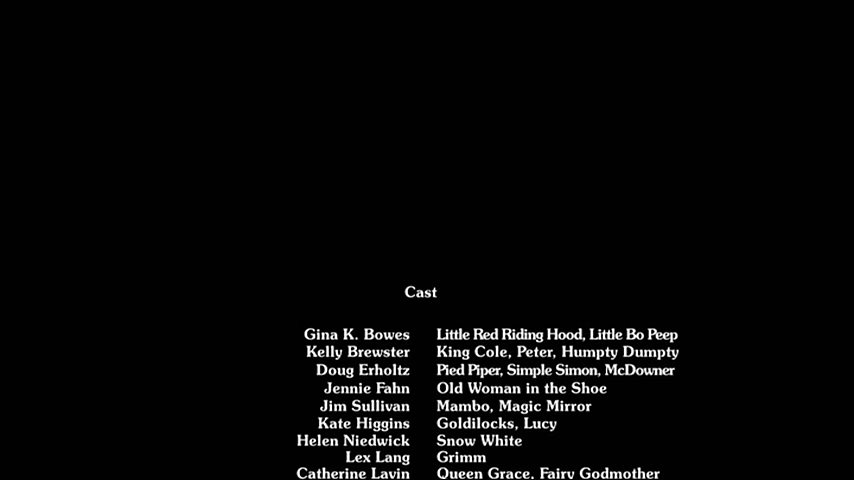 Cast
Gina K. Bowes Little Red Riding Hood, Little Bo Peep
Kelly Brewster King Cole, Peter, Humpty Dumpty
Doug Erholtz Pied Piper, Simple Simon, McDowner
Jennie Fahn Old Woman in the Shoe
Jim Sullivan Mambo, Magic Mirror
Kate Higgins Goldilocks, Lucy
Helen Niedwick Snow White
Lex Lang Grimm
Catherine Lavin Queen Grace, Fairy Godmother